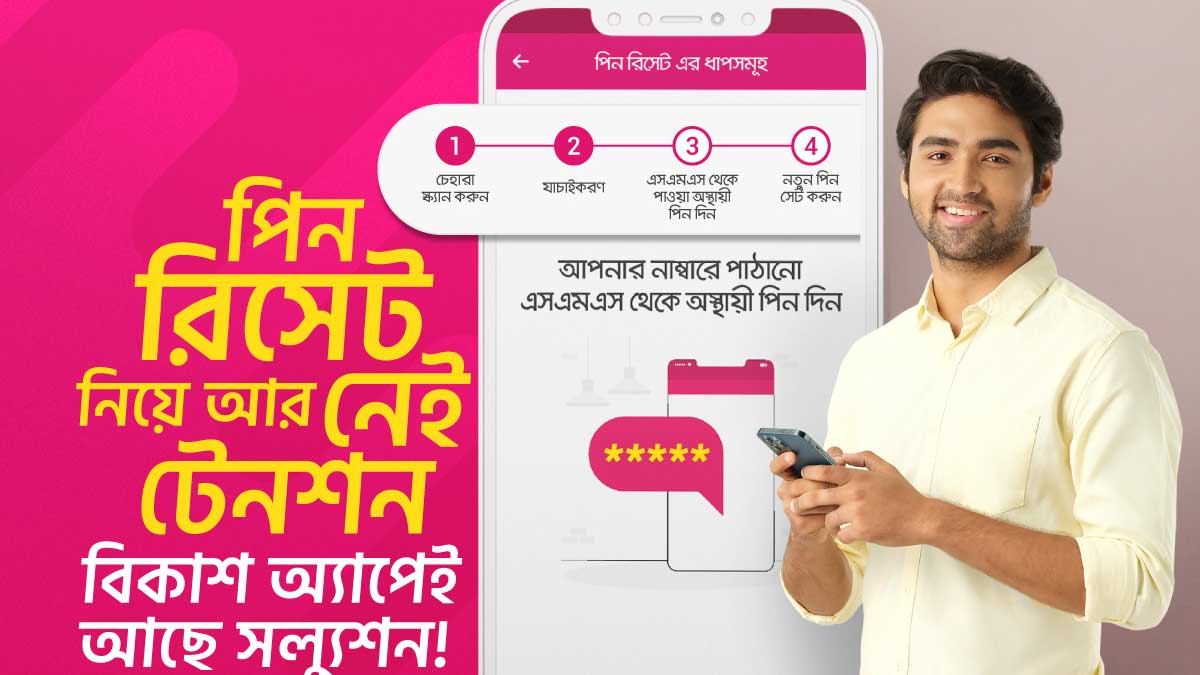 পিন
রিসেট
নিয়ে আর নেই
টেনশন
বিকাশ অ্যাপেই
আছে সল্যুশন!
পিন রিসেট এর ধাপসমূহ
1
চেহারা
স্ক্যান করুন
2
যাচাইকরণ
3
এসএমএস থেকে
পাওয়া অস্থায়ী
পিন দিন
4
নতুন পিন
সেট করুন
আপনার নাম্বারে পাঠানো
এসএমএস থেকে অস্থায়ী পিন দিন
*****